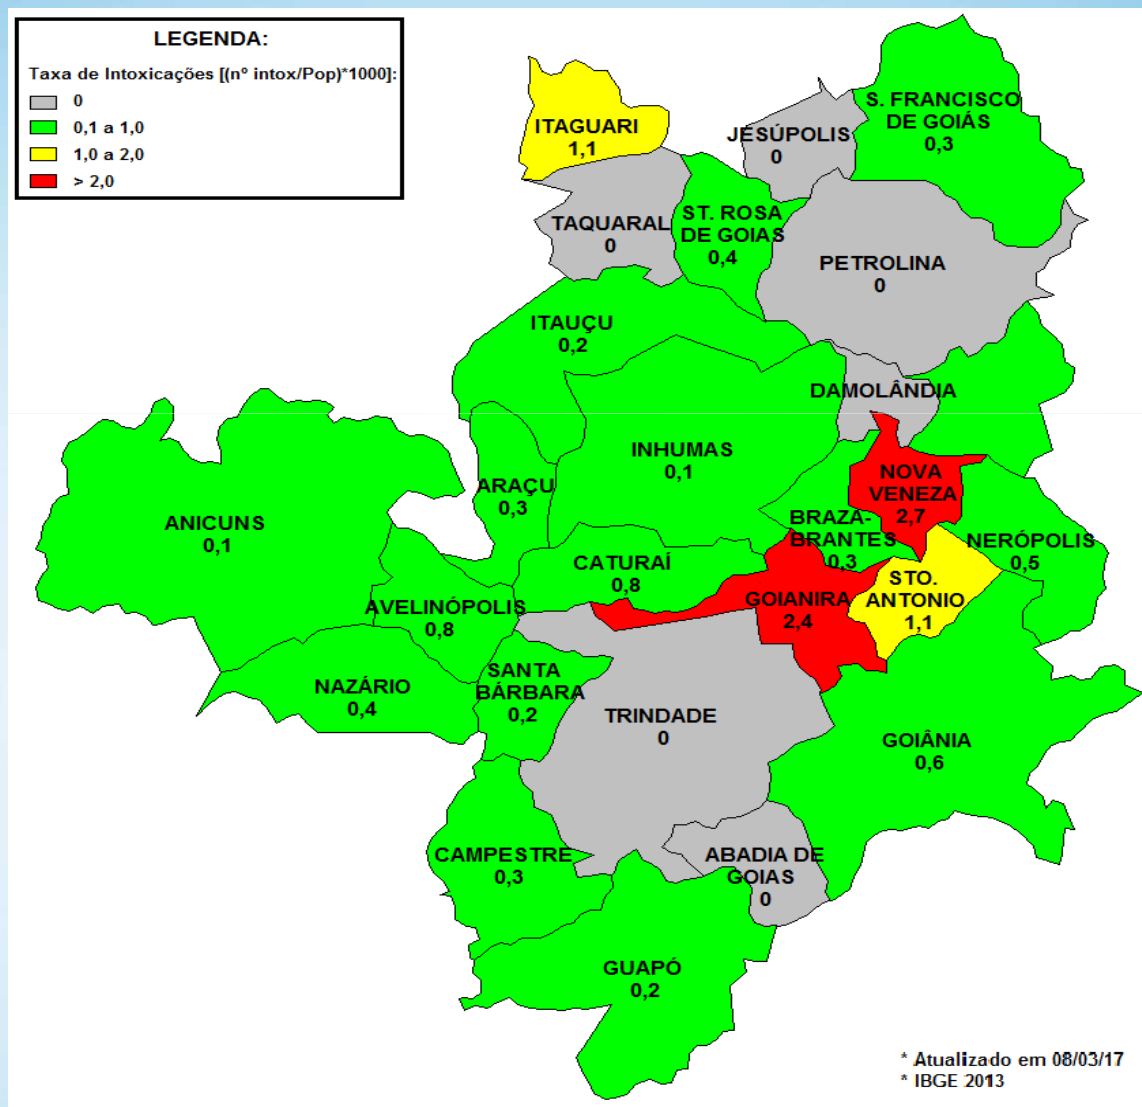 LEGENDA:
Taxa de Intoxicações [(nº intox/Pop)*1000]:
0
0,1 a 1,0
1,0 a 2,0
> 2,0
ITAGUARI
1,1
JESÚPOLIS
0
S. FRANCISCO
DE GOIÁS
0,3
TAQUARAL
0
ST. ROSA
DE GOIAS
0,4
PETROLINA
0
ITAUÇU
0,2
DAMOLÂNDIA
INHUMAS
0,1
ARAÇU
0,3
NOVA
VENEZA
2,7
ANICUNS
0,1
BRAZA-
BRANTES
0,3
NERÓPOLIS
0,5
CATURAÍ
0,8
STO.
ANTONIO
1,1
GOIANIRA
2,4
AVELINÓPOLIS
0,8
NAZÁRIO
0,4
SANTA
BÁRBARA
0,2
TRINDADE
0
GOIÂNIA
0,6
CAMPESTRE
0,3
ABADIA DE
GOIAS
0
GUAPÓ
0,2
* Atualizado em 08/03/17
* IBGE 2013